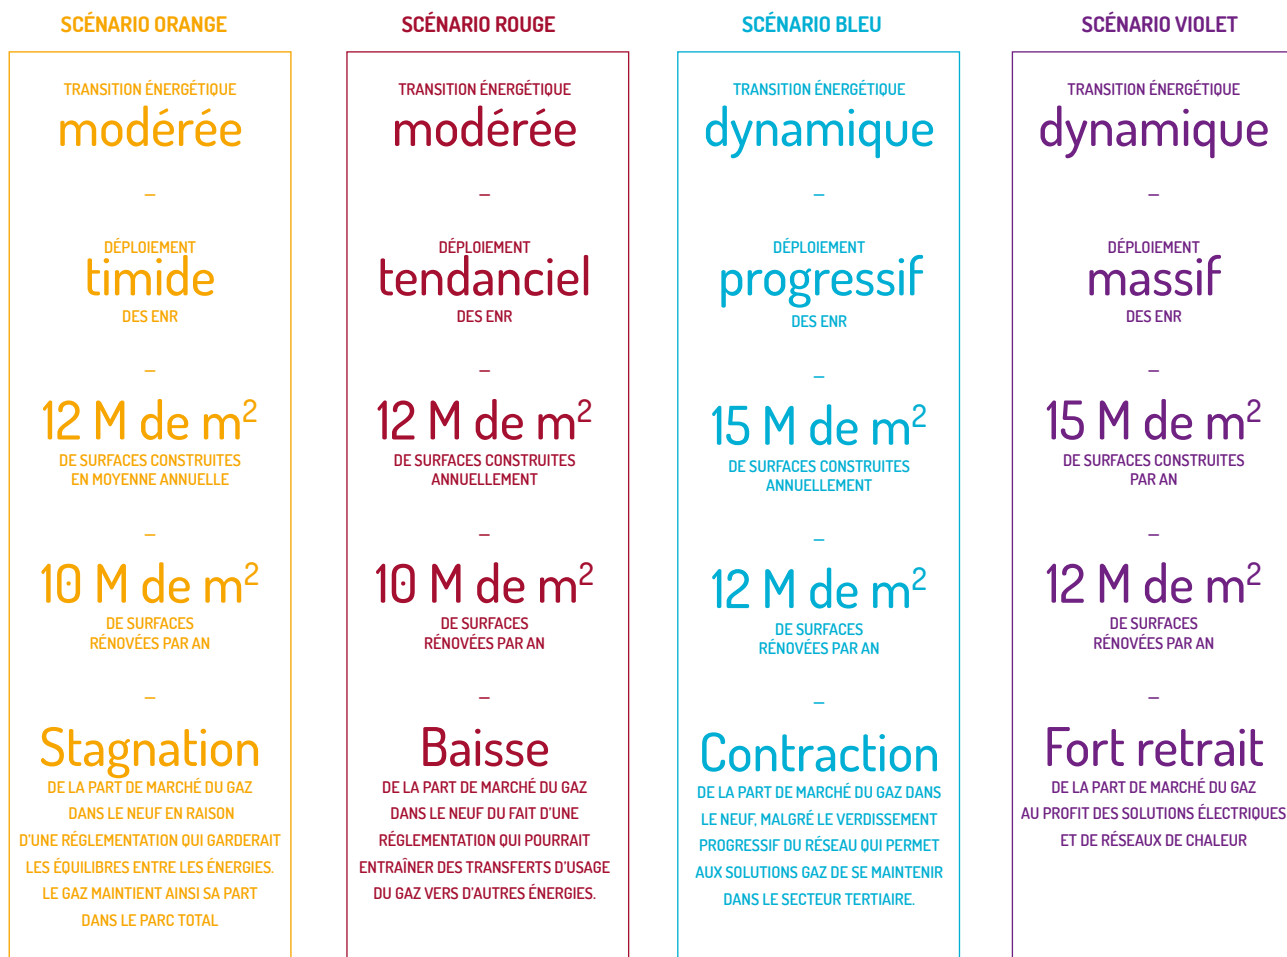 SCÉNARIO ORANGE
TRANSITION ÉNERGÉTIQUE
modérée
–
DÉPLOIEMENT
timide
DES ENR
–
12 M de m²
DE SURFACES CONSTRUITES
EN MOYENNE ANNUELLE
–
10 M de m²
DE SURFACES
RÉNOVÉES PAR AN
–
Stagnation
DE LA PART DE MARCHÉ DU GAZ
DANS LE NEUF EN RAISON
D'UNE RÉGLEMENTATION QUI GARDERAIT
LES ÉQUILIBRES ENTRE LES ÉNERGIES.
LE GAZ MAINTIENT AINSI SA PART
DANS LE PARC TOTAL
SCÉNARIO ROUGE
TRANSITION ÉNERGÉTIQUE
modérée
–
DÉPLOIEMENT
tendanciel
DES ENR
–
12 M de m²
DE SURFACES CONSTRUITES
ANNUELLEMENT
–
10 M de m²
DE SURFACES
RÉNOVÉES PAR AN
–
Baisse
DE LA PART DE MARCHÉ DU GAZ
DANS LE NEUF DU FAIT D'UNE
RÉGLEMENTATION QUI POURRAIT
ENTRAÎNER DES TRANSFERTS D'USAGE
DU GAZ VERS D'AUTRES ÉNERGIES.
SCÉNARIO BLEU
TRANSITION ÉNERGÉTIQUE
dynamique
–
DÉPLOIEMENT
progressif
DES ENR
–
15 M de m²
DE SURFACES CONSTRUITES
ANNUELLEMENT
–
12 M de m²
DE SURFACES
RÉNOVÉES PAR AN
–
Contraction
DE LA PART DE MARCHÉ DU GAZ DANS
LE NEUF, MALGRÉ LE VERDISSEMENT
PROGRESSIF DU RÉSEAU QUI PERMET
AUX SOLUTIONS GAZ DE SE MAINTENIR
DANS LE SECTEUR TERTIAIRE.
SCÉNARIO VIOLET
TRANSITION ÉNERGÉTIQUE
dynamique
–
DÉPLOIEMENT
massif
DES ENR
–
15 M de m²
DE SURFACES CONSTRUITES
PAR AN
–
12 M de m²
DE SURFACES
RÉNOVÉES PAR AN
–
Fort retrait
DE LA PART DE MARCHÉ DU GAZ
AU PROFIT DES SOLUTIONS ÉLECTRIQUES
ET DE RÉSEAUX DE CHALEUR